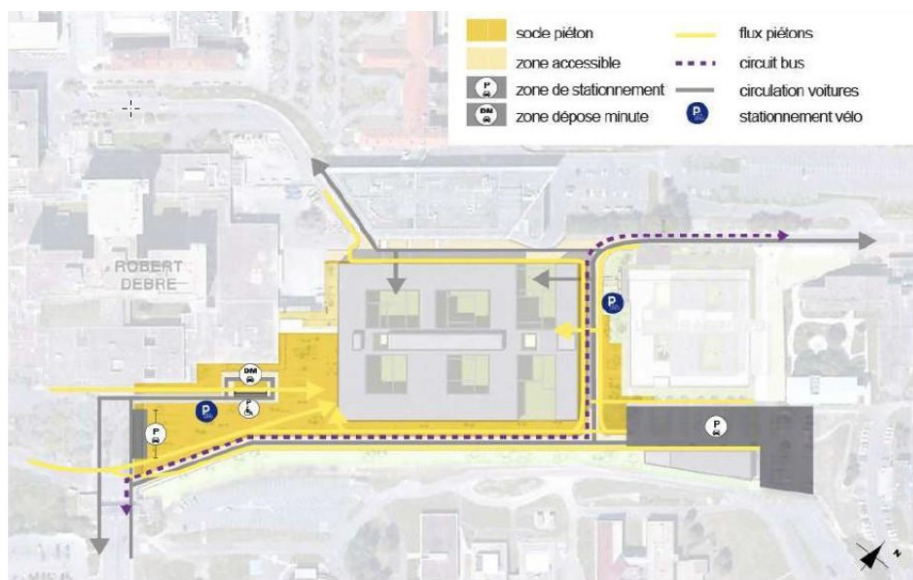 socle piéton
flux piétons
zone accessible
circuit bus
P
zone de stationnement
circulation voitures
DM
zone dépose minute
P
stationnement vélo
ROBERT
DEBRE
P
DM
P
P
P
P
N